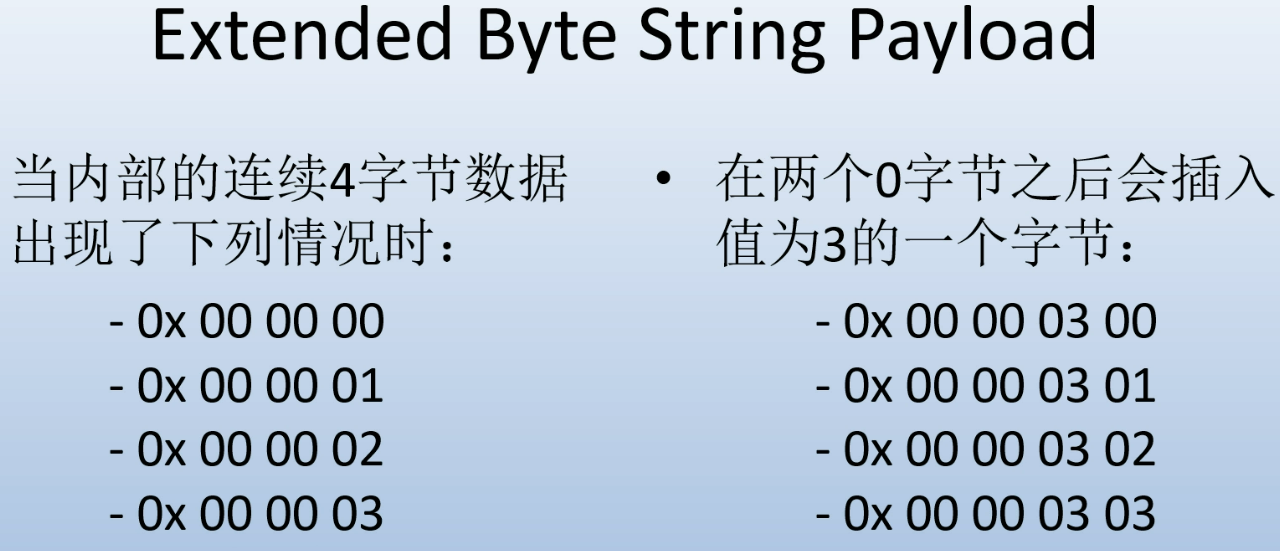 Extended Byte String Payload
当内部的连续4字节数据
出现了下列情况时：
- 0x 00 00 00
- 0x 00 00 01
- 0x 00 00 02
- 0x 00 00 03
• 在两个0字节之后会插入
值为3的一个字节：
- 0x 00 00 03 00
- 0x 00 00 03 01
- 0x 00 00 03 02
- 0x 00 00 03 03